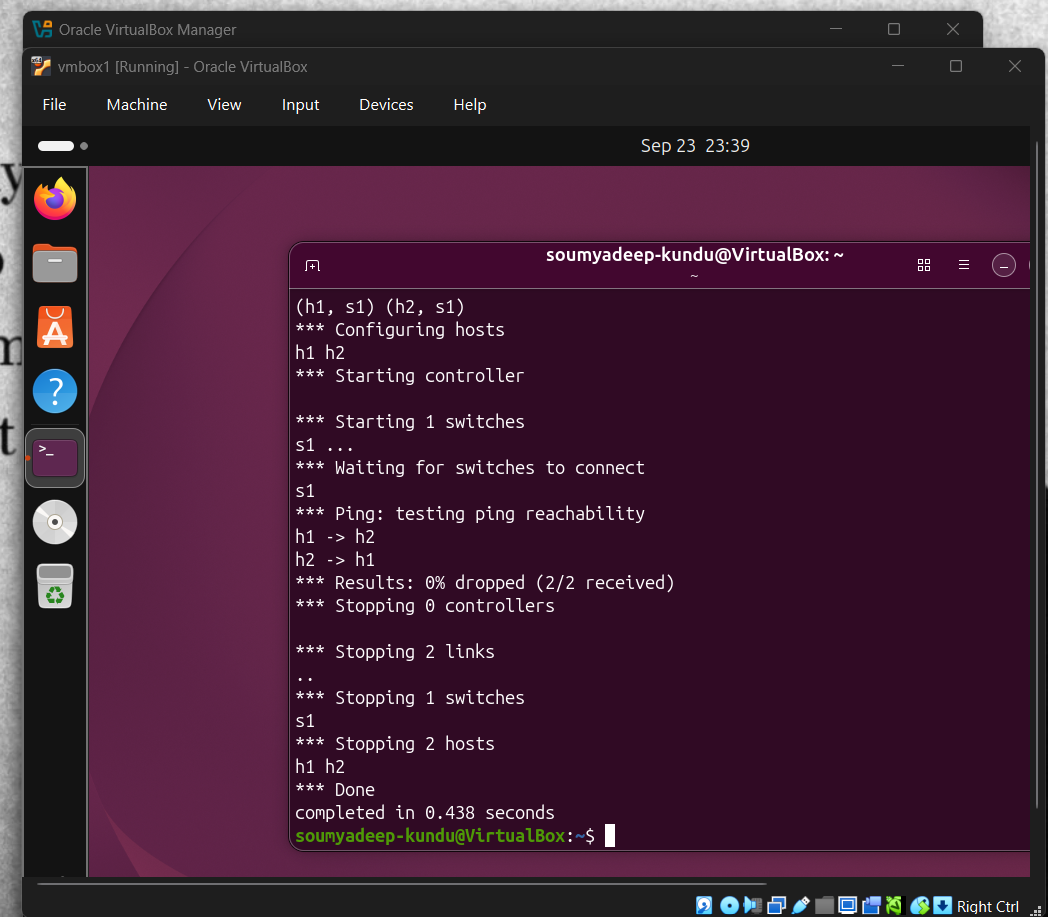 Oracle VirtualBox Manager
vmbox1 [Running] - Oracle VirtualBox
File Machine View Input Devices Help
Sep 23 23:39
soumyadeep-kundu@VirtualBox: ~
~
(h1, s1) (h2, s1)
*** Configuring hosts
h1 h2
*** Starting controller
*** Starting 1 switches
s1 ...
*** Waiting for switches to connect
s1
*** Ping: testing ping reachability
h1 -> h2
h2 -> h1
*** Results: 0% dropped (2/2 received)
*** Stopping 0 controllers
*** Stopping 2 links
..
*** Stopping 1 switches
s1
*** Stopping 2 hosts
h1 h2
*** Done
completed in 0.438 seconds
soumyadeep-kundu@VirtualBox:~$
Right Ctrl